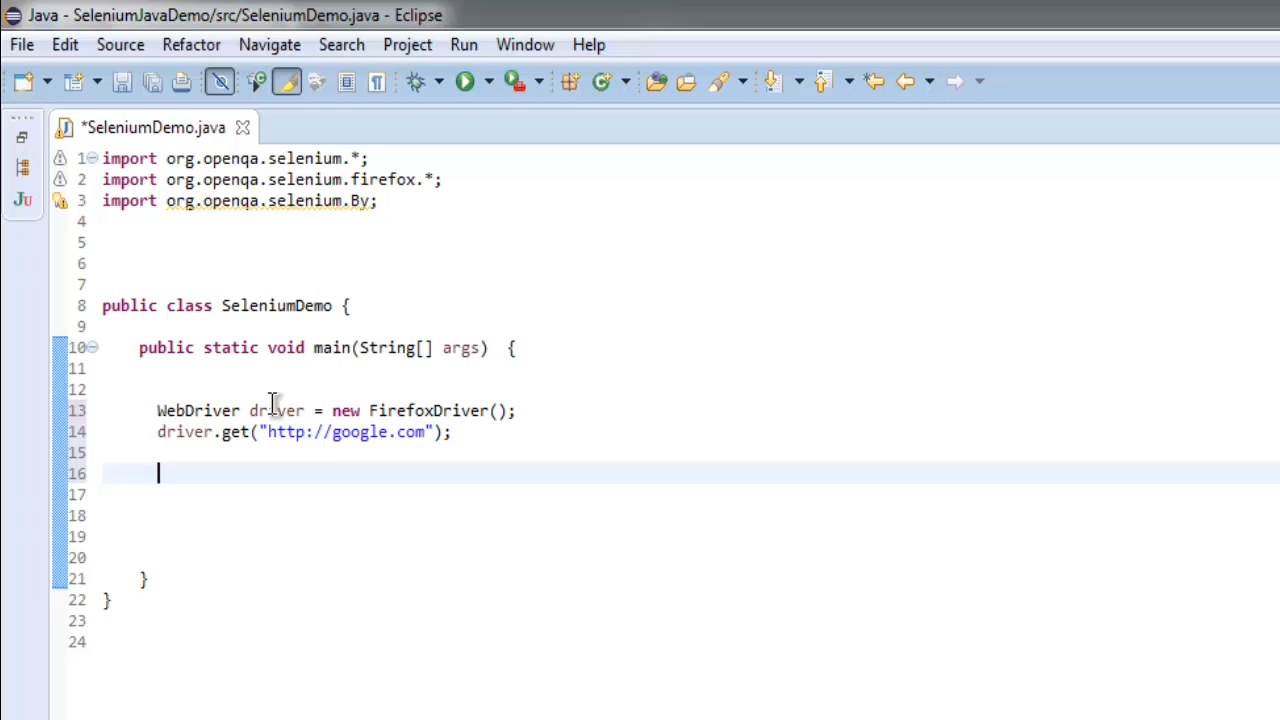 Java - SeleniumJavaDemo/src/SeleniumDemo.java - Eclipse
File Edit Source Refactor Navigate Search Project Run Window Help
*SeleniumDemo.java
1 import org.openqa.selenium.*;
2 import org.openqa.selenium.firefox.*;
3 import org.openqa.selenium.By;
4
5
6
7
8 public class SeleniumDemo {
9
10 public static void main(String[] args)  {
11
12
13 WebDriver driver = new FirefoxDriver();
14 driver.get("http://google.com");
15
16
17
18
19
20
21 }
22 }
23
24
JU